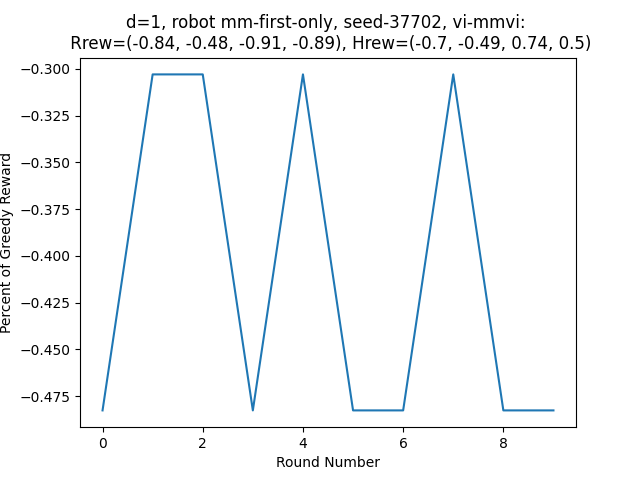 d=1, robot mm-first-only, seed-37702, vi-mmvi:
Rrew=(-0.84, -0.48, -0.91, -0.89), Hrew=(-0.7, -0.49, 0.74, 0.5)
Percent of Greedy Reward
−0.300
−0.325
−0.350
−0.375
−0.400
−0.425
−0.450
−0.475
0 2 4 6 8
Round Number